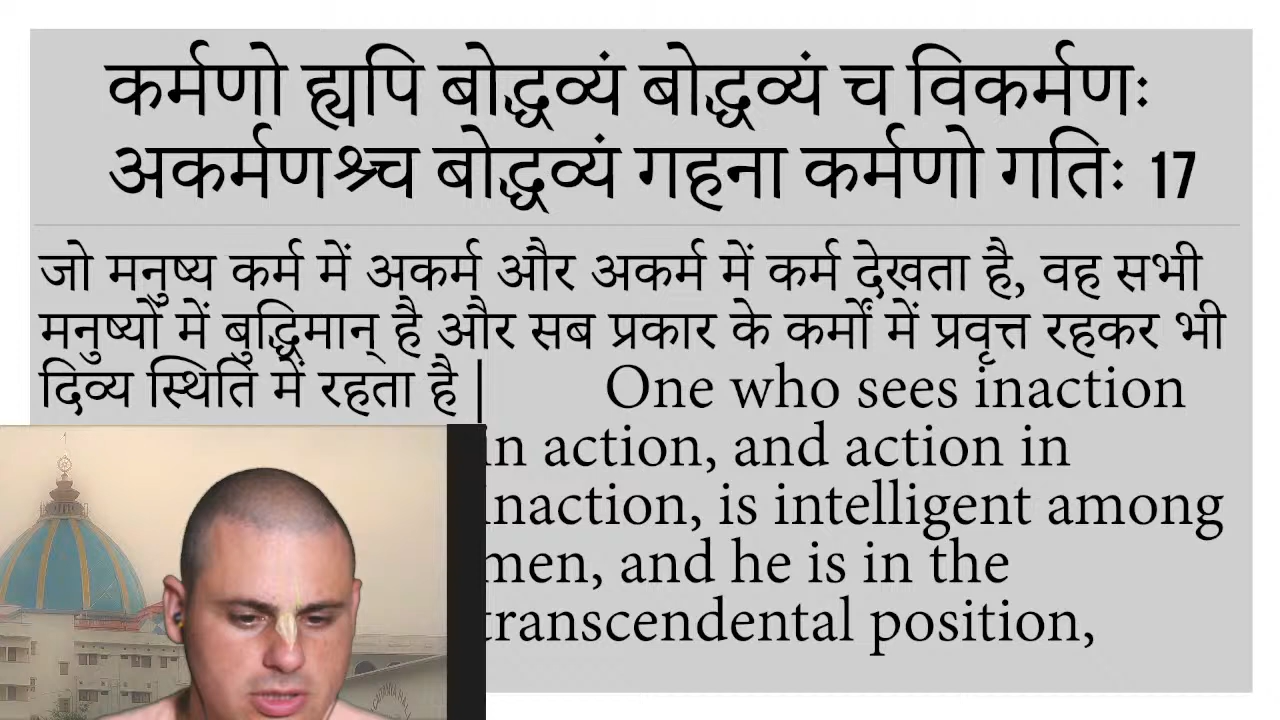 कर्मणो ह्यपि बोद्धव्यं बोद्धव्यं च विकर्मणः
अकर्मणश्र्च बोद्धव्यं गहना कर्मणो गतिः 17
जो मनुष्य कर्म में अकर्म और अकर्म में कर्म देखता है, वह सभी
मनुष्यों में बुद्धिमान् है और सब प्रकार के कर्मों में प्रवृत्त रहकर भी
दिव्य स्थिति में रहता है | One who sees inaction
in action, and action in
inaction, is intelligent among
men, and he is in the
transcendental position,